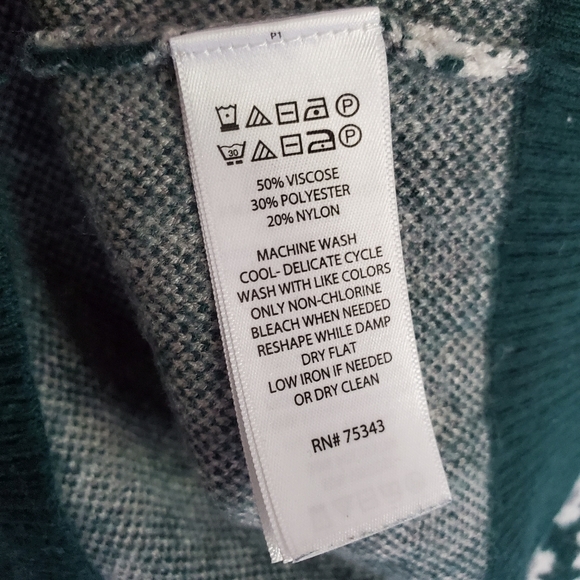 P1
P
30 P
50% VISCOSE
30% POLYESTER
20% NYLON
MACHINE WASH
COOL- DELICATE CYCLE
WASH WITH LIKE COLORS
ONLY NON-CHLORINE
BLEACH WHEN NEEDED
RESHAPE WHILE DAMP
DRY FLAT
LOW IRON IF NEEDED
OR DRY CLEAN
RN# 75343